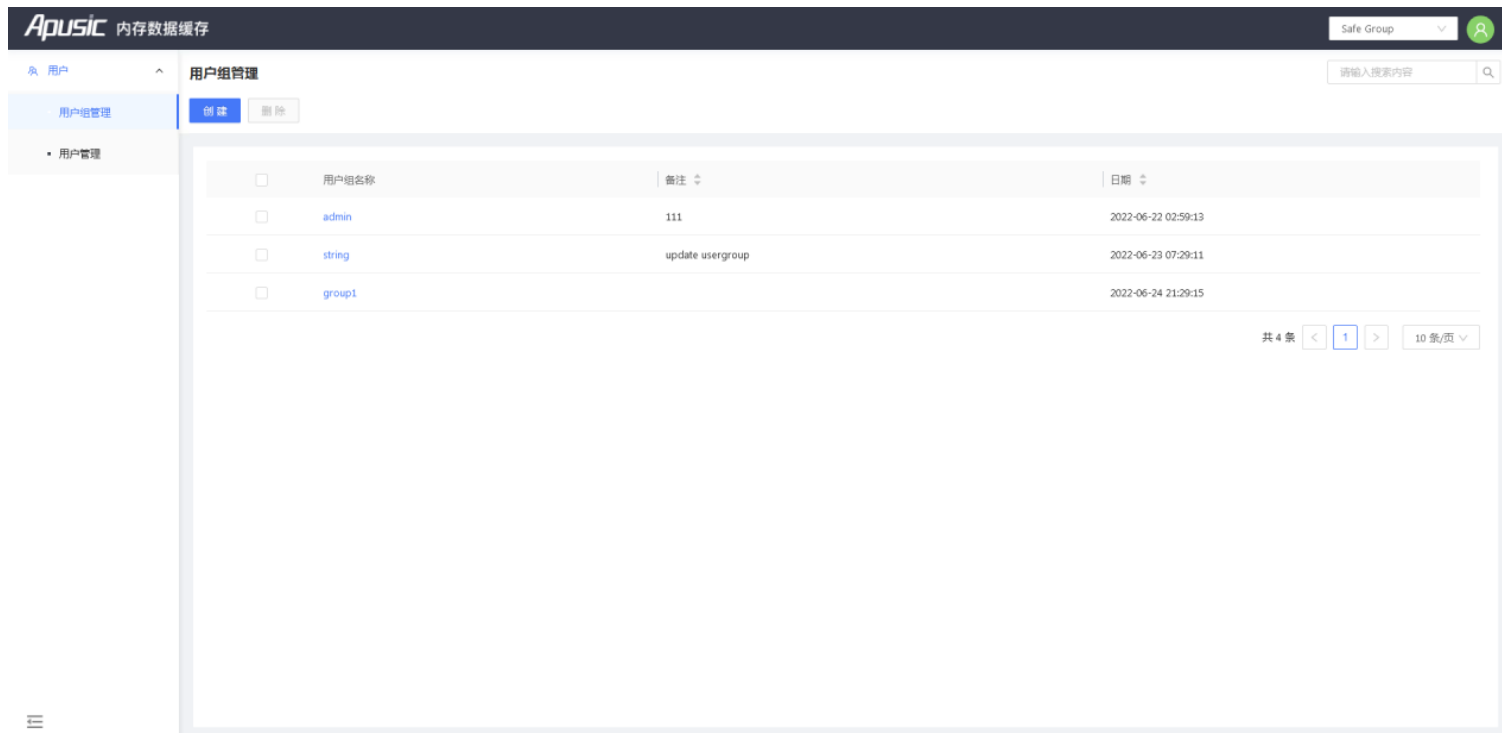 Apusic 内存数据缓存 Safe Group
用户
用户组管理
用户管理
用户组管理 请输入搜索内容
创 建 删 除
用户组名称 备注 日期
admin 111 2022-06-22 02:59:13
string update usergroup 2022-06-23 07:29:11
group1 2022-06-24 21:29:15
共 4 条 1 10 条/页